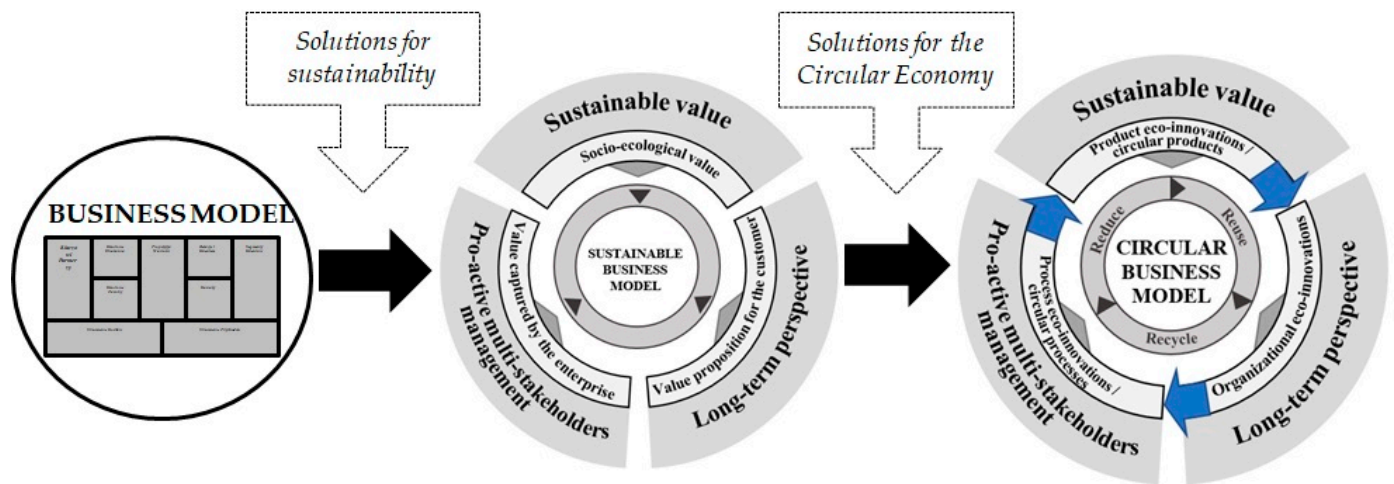 Solutions for
sustainability
Solutions for the
Circular Economy
BUSINESS MODEL
Sustainable value
Socio-ecological value
Pro-active multi-stakeholders
management
Value captured by the enterprise
SUSTAINABLE
BUSINESS
MODEL
Value proposition for the customer
Long-term perspective
Sustainable value
Product eco-innovations /
circular products
Pro-active multi-stakeholders
management
Process eco-innovations /
circular processes
Reduce
Reuse
Recycle
CIRCULAR
BUSINESS
MODEL
Organizational eco-innovations
Long-term perspective